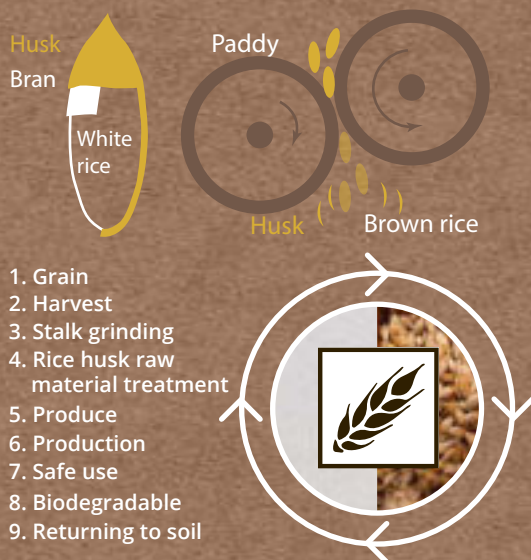 Husk
Bran
White
rice
Paddy
Husk
Brown rice
1. Grain
2. Harvest
3. Stalk grinding
4. Rice husk raw
material treatment
5. Produce
6. Production
7. Safe use
8. Biodegradable
9. Returning to soil